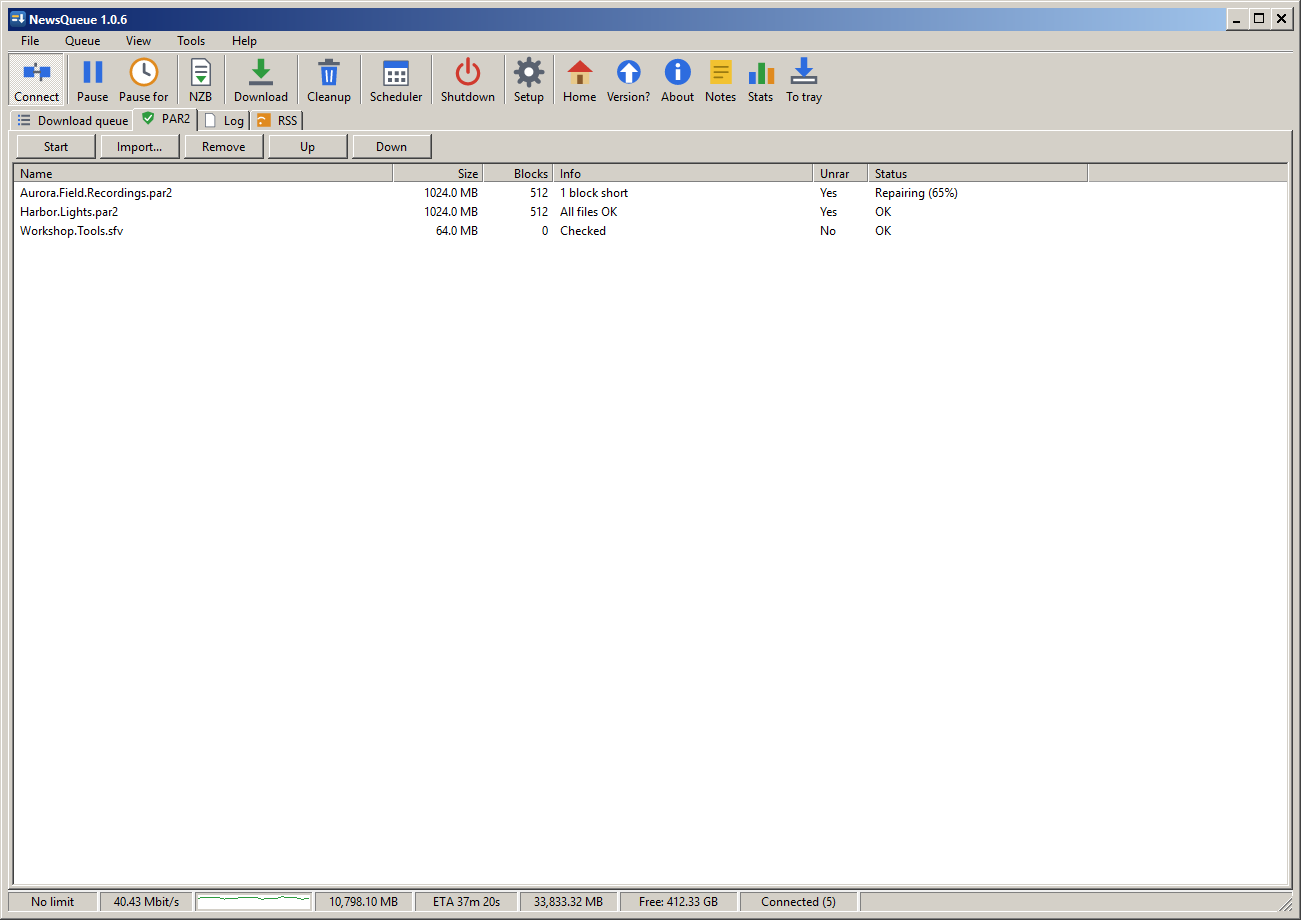 NewsQueue 1.0.6
File Queue View Tools Help
Connect Pause Pause for NZB Download Cleanup Scheduler Shutdown Setup Home Version? About Notes Stats To tray
Download queue PAR2 Log RSS
Start Import... Remove Up Down
Name Size Blocks Info Unrar Status
Aurora.Field.Recordings.par2 1024.0 MB 512 1 block short Yes Repairing (65%)
Harbor.Lights.par2 1024.0 MB 512 All files OK Yes OK
Workshop.Tools.sfv 64.0 MB 0 Checked No OK
No limit 40.43 Mbit/s 10,798.10 MB ETA 37m 20s 33,833.32 MB Free: 412.33 GB Connected (5)